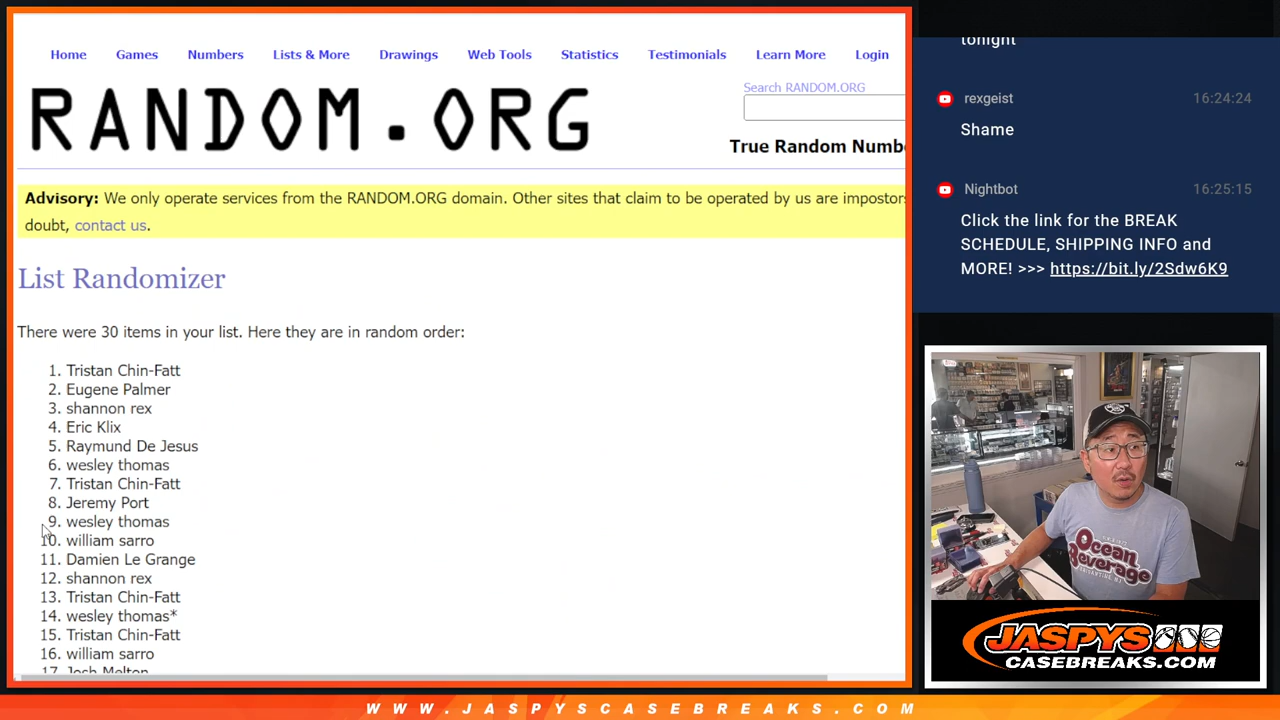 Home Games Numbers Lists & More Drawings Web Tools Statistics Testimonials Learn More Login
Search RANDOM.ORG
RANDOM.ORG
True Random Numbe
Advisory: We only operate services from the RANDOM.ORG domain. Other sites that claim to be operated by us are impostors
doubt, contact us.
List Randomizer
There were 30 items in your list. Here they are in random order:
1. Tristan Chin-Fatt
2. Eugene Palmer
3. shannon rex
4. Eric Klix
5. Raymund De Jesus
6. wesley thomas
7. Tristan Chin-Fatt
8. Jeremy Port
9. wesley thomas
10. william sarro
11. Damien Le Grange
12. shannon rex
13. Tristan Chin-Fatt
14. wesley thomas*
15. Tristan Chin-Fatt
16. william sarro
17. Josh Melton
tonight
rexgeist 16:24:24
Shame
Nightbot 16:25:15
Click the link for the BREAK
SCHEDULE, SHIPPING INFO and
MORE! >>> https://bit.ly/2Sdw6K9
Ocean
Beverage
JASPYS
CASEBREAKS.COM
WWW.JASPYSCASEBREAKS.COM